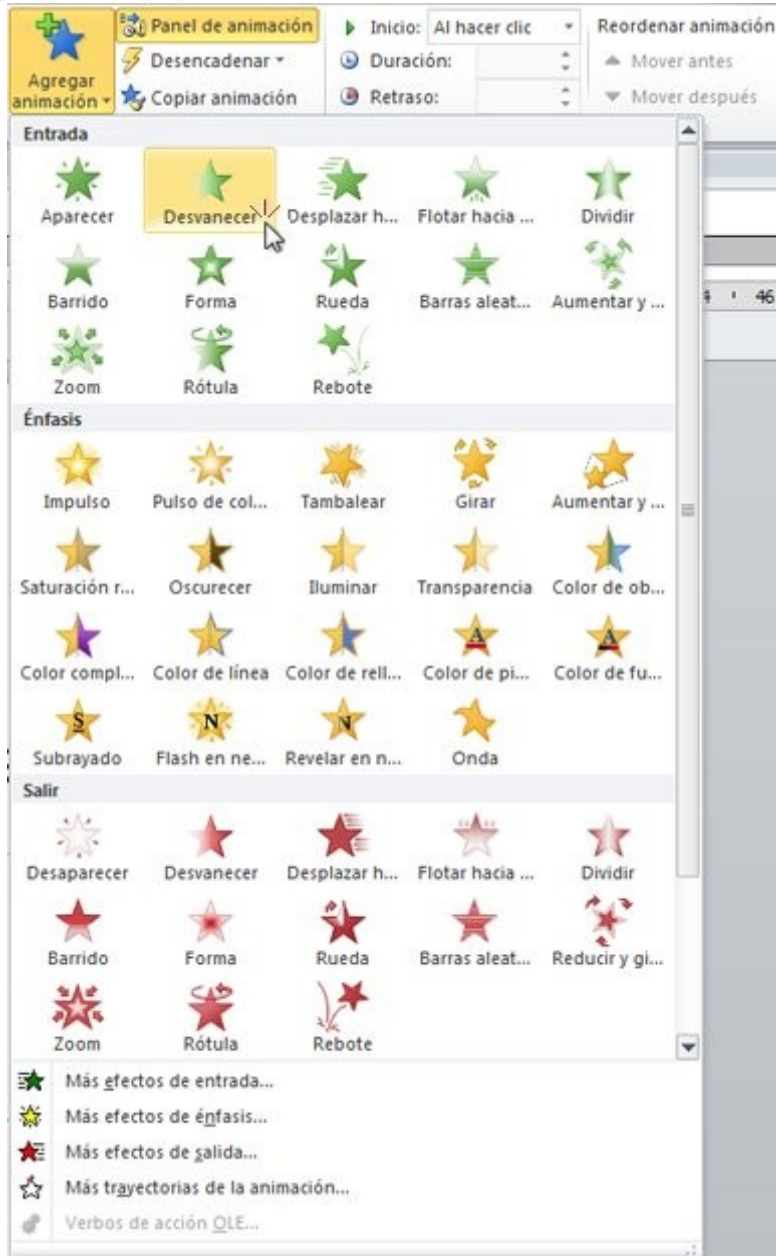 Panel de animación
Inicio: Al hacer clic
Reordenar animación
Agregar animación
Desencadenar
Duración:
Mover antes
Copiar animación
Retraso:
Mover después
Entrada
Aparecer Desvanecer Desplazar h... Flotar hacia ... Dividir
Barrido Forma Rueda Barras aleat... Aumentar y ...
4 46
Zoom Rótula Rebote
Énfasis
Impulso Pulso de col... Tambalear Girar Aumentar y ...
Saturación r... Oscurecer Iluminar Transparencia Color de ob...
Color compl... Color de línea Color de rell... Color de pi... Color de fu...
Subrayado Flash en ne... Revelar en n... Onda
Salir
Desaparecer Desvanecer Desplazar h... Flotar hacia ... Dividir
Barrido Forma Rueda Barras aleat... Reducir y gi...
Zoom Rótula Rebote
Más efectos de entrada...
Más efectos de énfasis...
Más efectos de salida...
Más trayectorias de la animación...
Verbos de acción OLE...